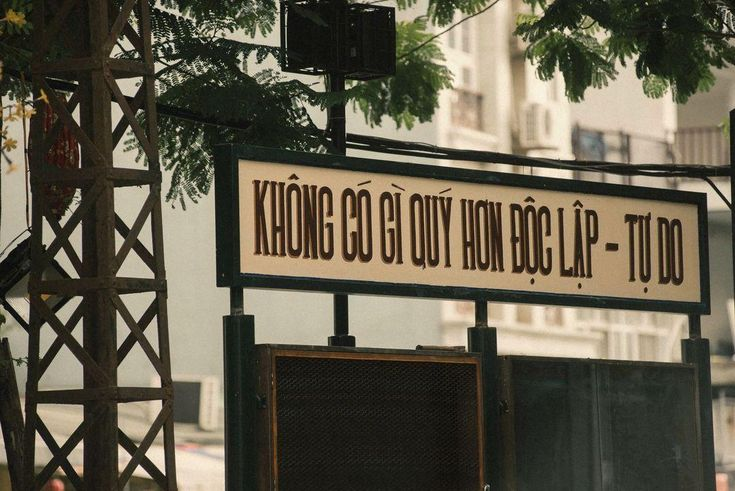 KHÔNG CÓ GÌ QUÝ HƠN ĐỘC LẬP – TỰ DO